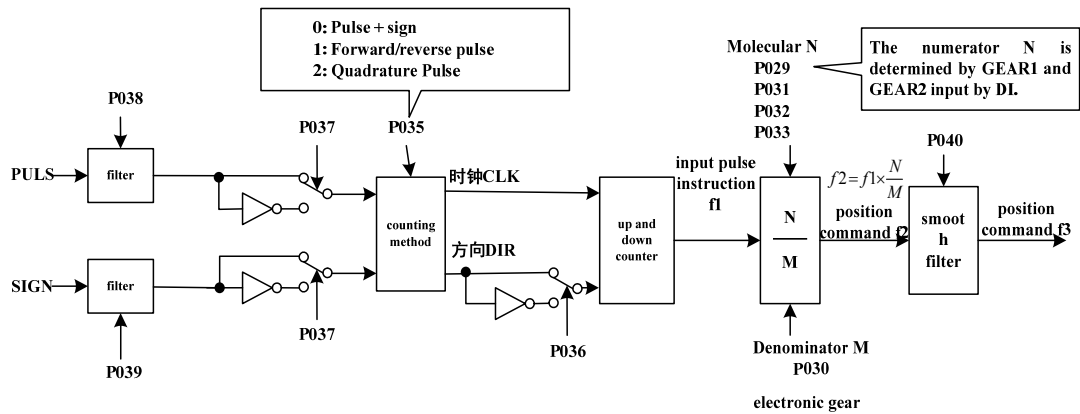 0: Pulse + sign
1: Forward/reverse pulse
2: Quadrature Pulse
Molecular N
P029
P031
P032
P033
The numerator N is
determined by GEAR1 and
GEAR2 input by DI.
P038
P037
P035
P040
PULS
filter
时钟CLK
input pulse
instruction
f1
f2=f1×N/M
counting
method
up and
down
counter
N
M
position
command f2
smoot
h
filter
position
command f3
方向DIR
SIGN
filter
P037
P036
P039
Denominator M
P030
electronic gear